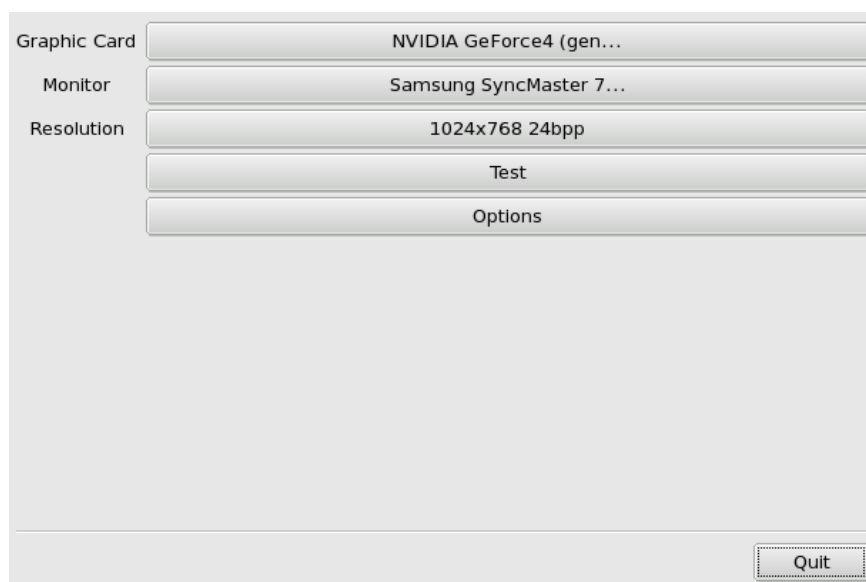 Graphic Card NVIDIA GeForce4 (gen...
Monitor Samsung SyncMaster 7...
Resolution 1024x768 24bpp
Test
Options
Quit